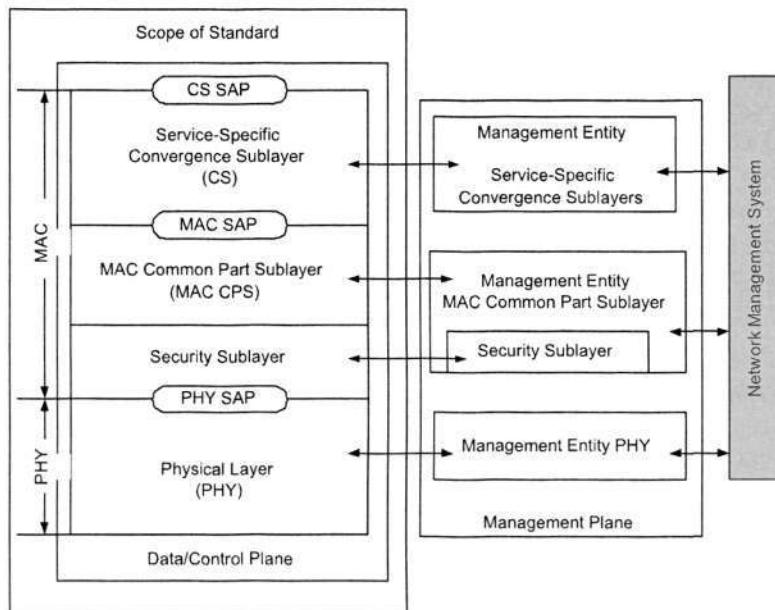 Scope of Standard
CS SAP
Service-Specific
Convergence Sublayer
(CS)
MAC SAP
MAC Common Part Sublayer
(MAC CPS)
Security Sublayer
PHY SAP
Physical Layer
(PHY)
Data/Control Plane
MAC
PHY
Management Entity
Service-Specific
Convergence Sublayers
Management Entity
MAC Common Part Sublayer
Security Sublayer
Management Entity PHY
Management Plane
Network Management System